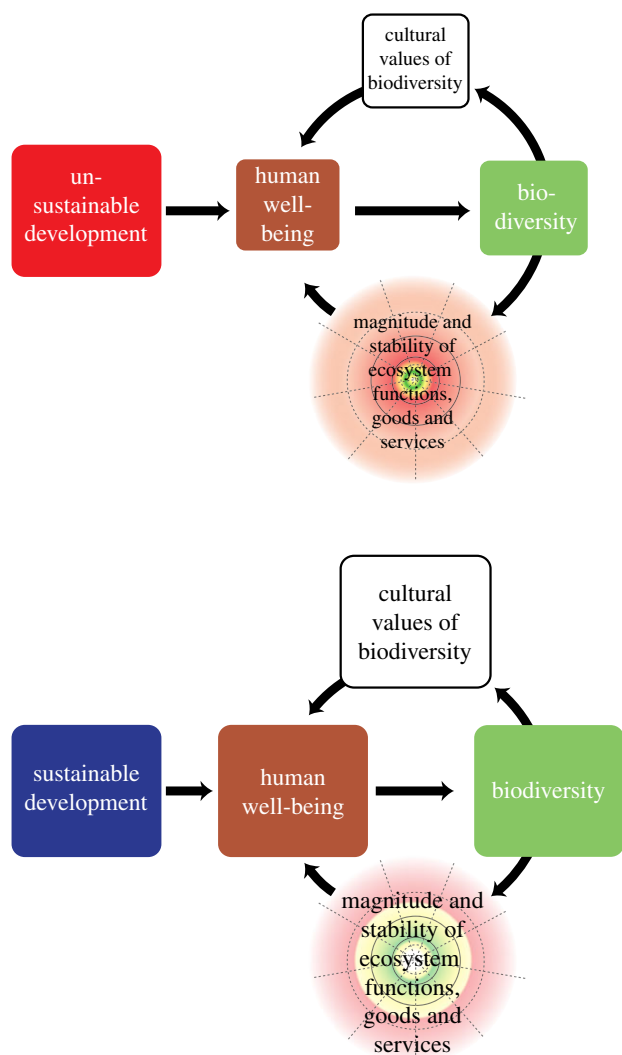 cultural
values of
biodiversity
un-
sustainable
development
human
well-
being
bio-
diversity
magnitude and
stability of
ecosystem
functions,
goods and
services
cultural
values of
biodiversity
sustainable
development
human
well-being
biodiversity
magnitude and
stability of
ecosystem
functions,
goods and
services